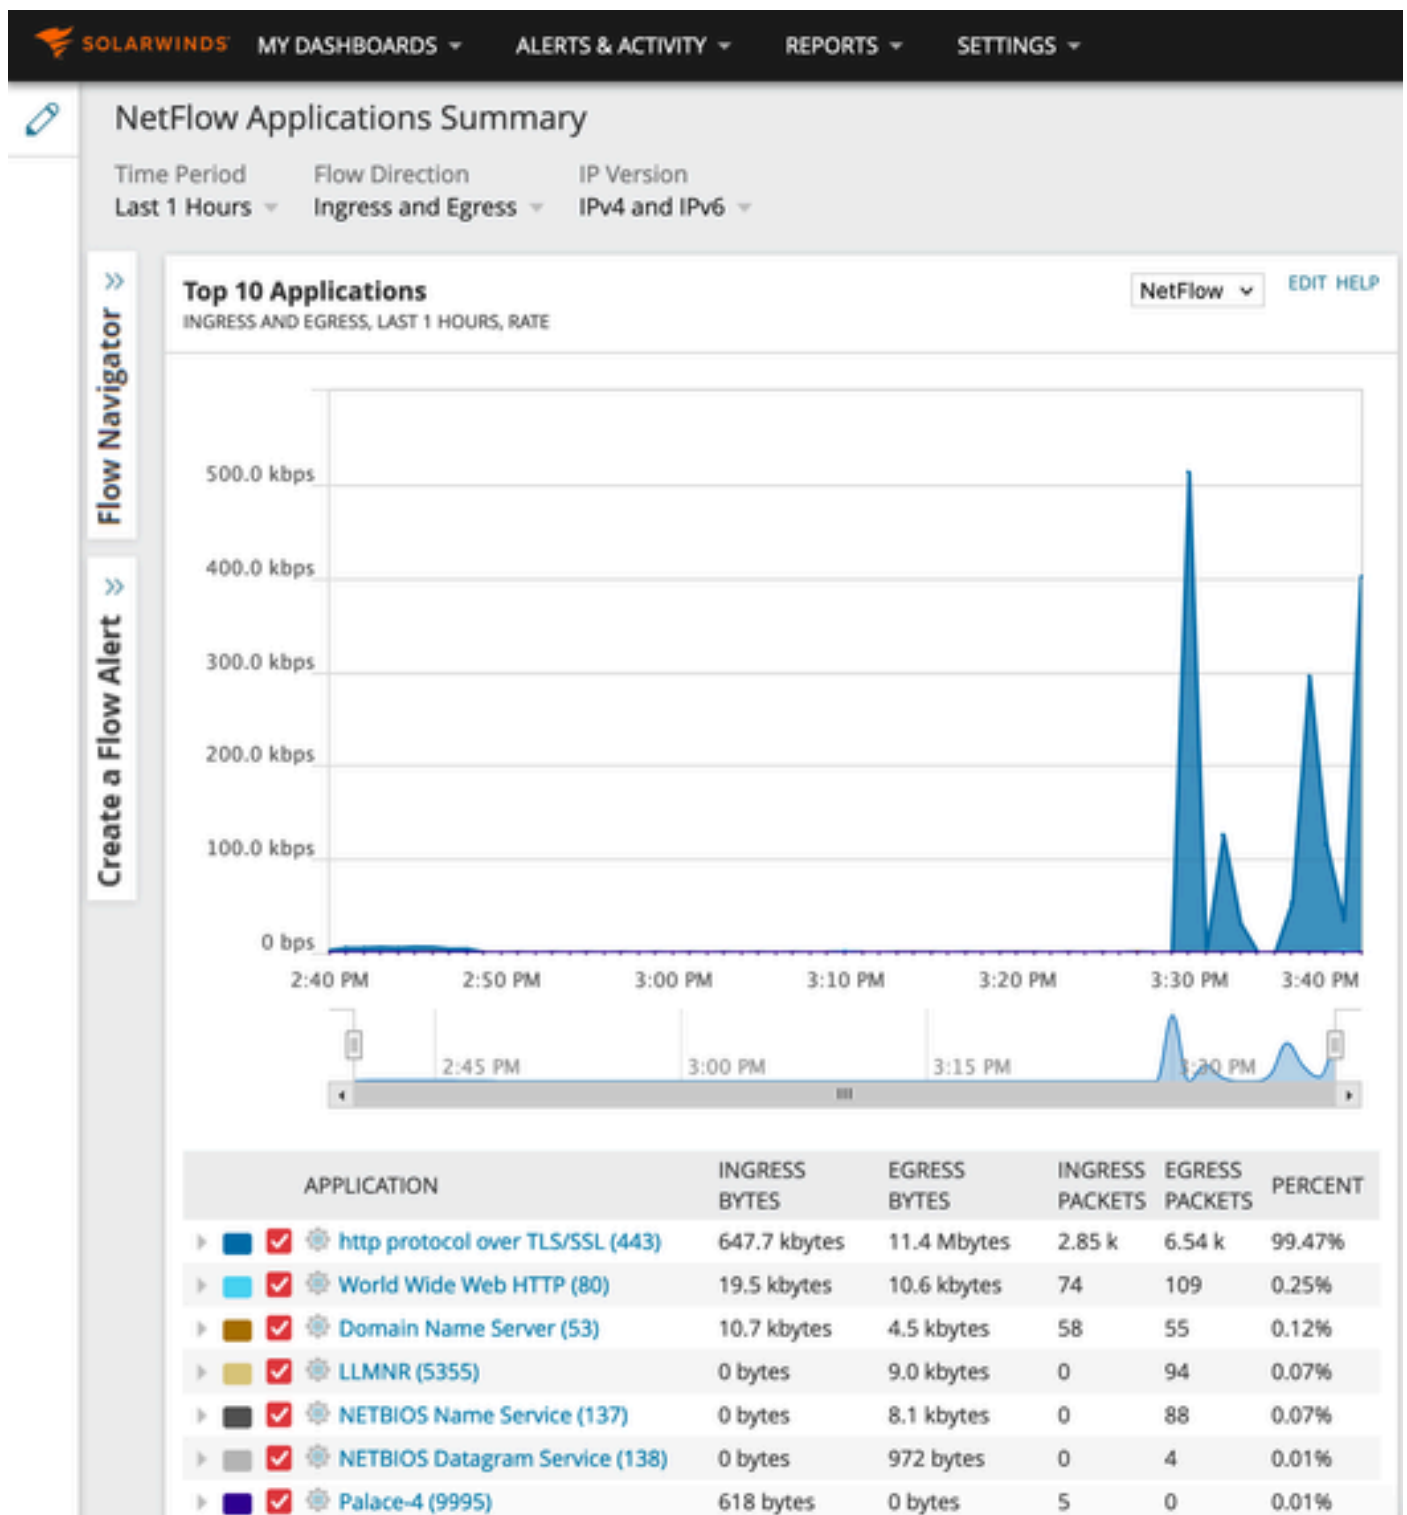 SOLARWINDS MY DASHBOARDS ALERTS & ACTIVITY REPORTS SETTINGS
NetFlow Applications Summary
Time Period Flow Direction IP Version
Last 1 Hours Ingress and Egress IPv4 and IPv6
Flow Navigator
Create a Flow Alert
Top 10 Applications NetFlow EDIT HELP
INGRESS AND EGRESS, LAST 1 HOURS, RATE
500.0 kbps
400.0 kbps
300.0 kbps
200.0 kbps
100.0 kbps
0 bps
2:40 PM 2:50 PM 3:00 PM 3:10 PM 3:20 PM 3:30 PM 3:40 PM
2:45 PM 3:00 PM 3:15 PM 3:30 PM
APPLICATION INGRESS BYTES EGRESS BYTES INGRESS PACKETS EGRESS PACKETS PERCENT
http protocol over TLS/SSL (443) 647.7 kbytes 11.4 Mbytes 2.85 k 6.54 k 99.47%
World Wide Web HTTP (80) 19.5 kbytes 10.6 kbytes 74 109 0.25%
Domain Name Server (53) 10.7 kbytes 4.5 kbytes 58 55 0.12%
LLMNR (5355) 0 bytes 9.0 kbytes 0 94 0.07%
NETBIOS Name Service (137) 0 bytes 8.1 kbytes 0 88 0.07%
NETBIOS Datagram Service (138) 0 bytes 972 bytes 0 4 0.01%
Palace-4 (9995) 618 bytes 0 bytes 5 0 0.01%